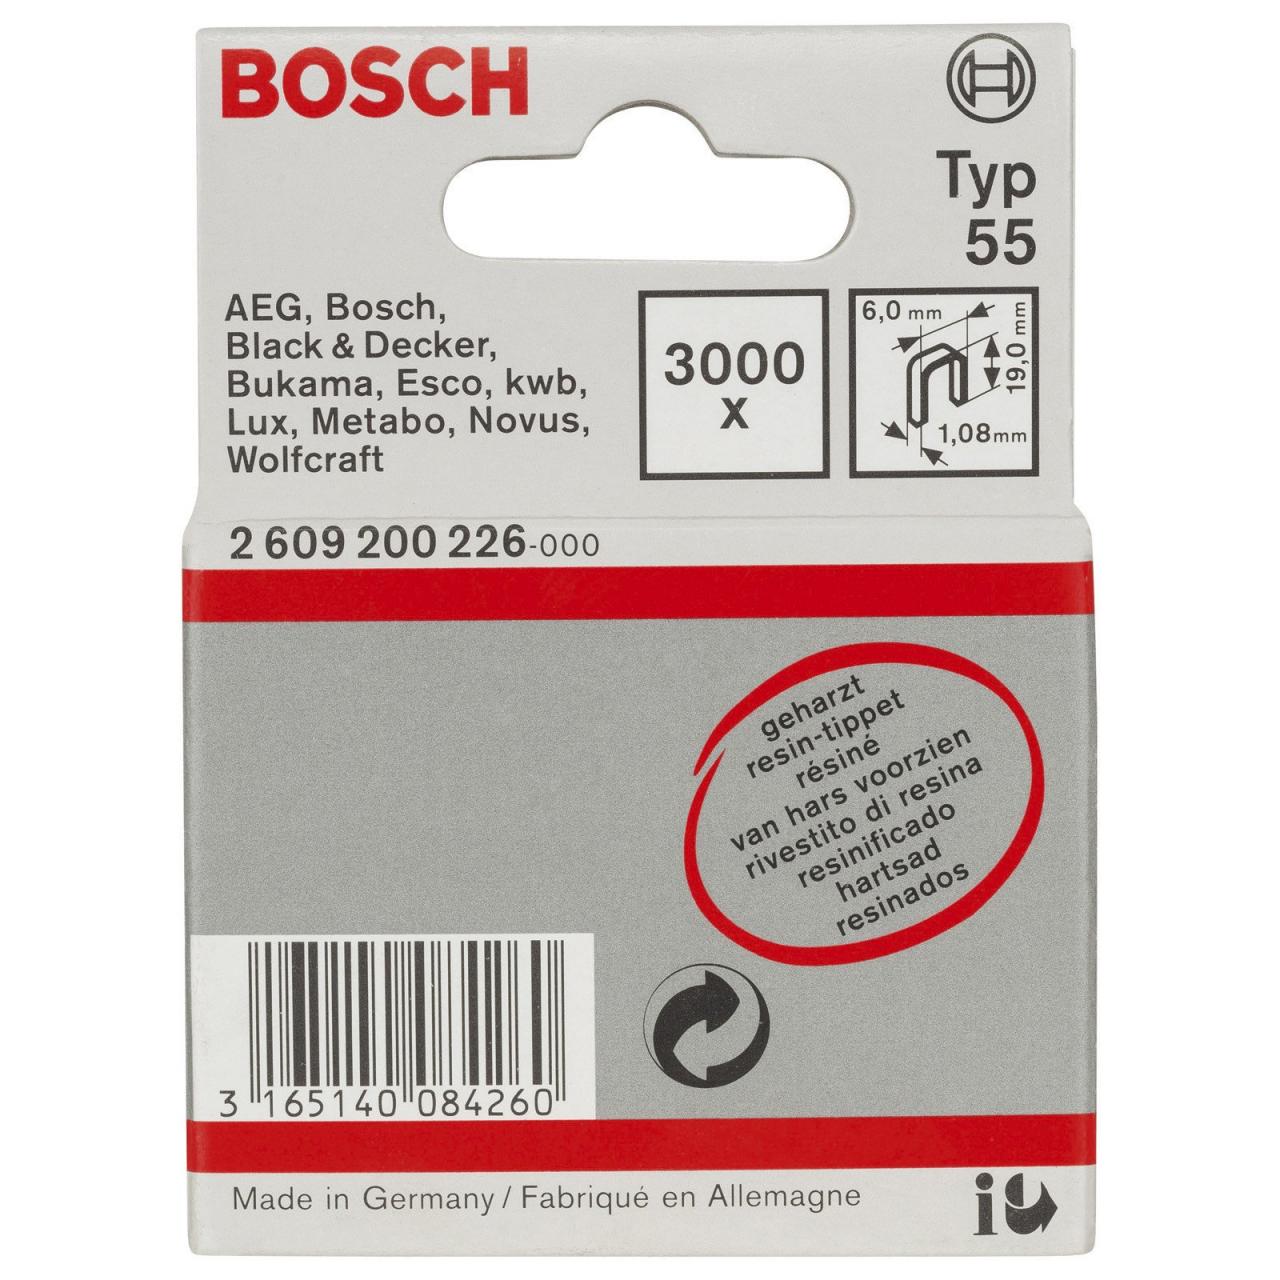 BOSCH
Typ
55
AEG, Bosch,
Black & Decker,
Bukama, Esco, kwb,
Lux, Metabo, Novus,
Wolfcraft
3000
x
6,0 mm
19,0 mm
1,08mm
2 609 200 226-000
geharzt
resin-tippet
résiné
van hars voorzien
rivestito di resina
resinificado
hartsad
resinados
3 165140 084260
Made in Germany / Fabriqué en Allemagne